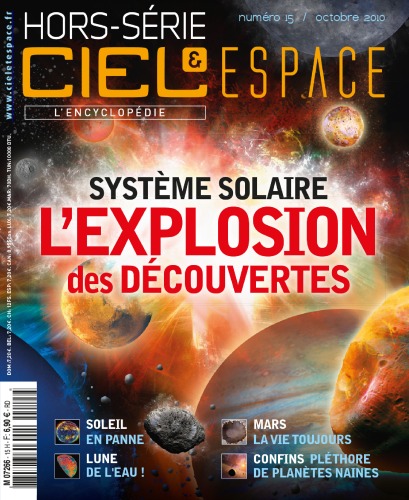 HORS-SÉRIE
numéro 15 / octobre 2010
CIEL & ESPACE
L'ENCYCLOPÉDIE
www.cieletespace.fr
SYSTÈME SOLAIRE
L'EXPLOSION
des DÉCOUVERTES
SOLEIL
EN PANNE
LUNE
DE L'EAU !
MARS
LA VIE TOUJOURS
CONFINS PLÉTHORE
DE PLANÈTES NAINES
M 07266 - 15 H - F: 6,90 € - RD